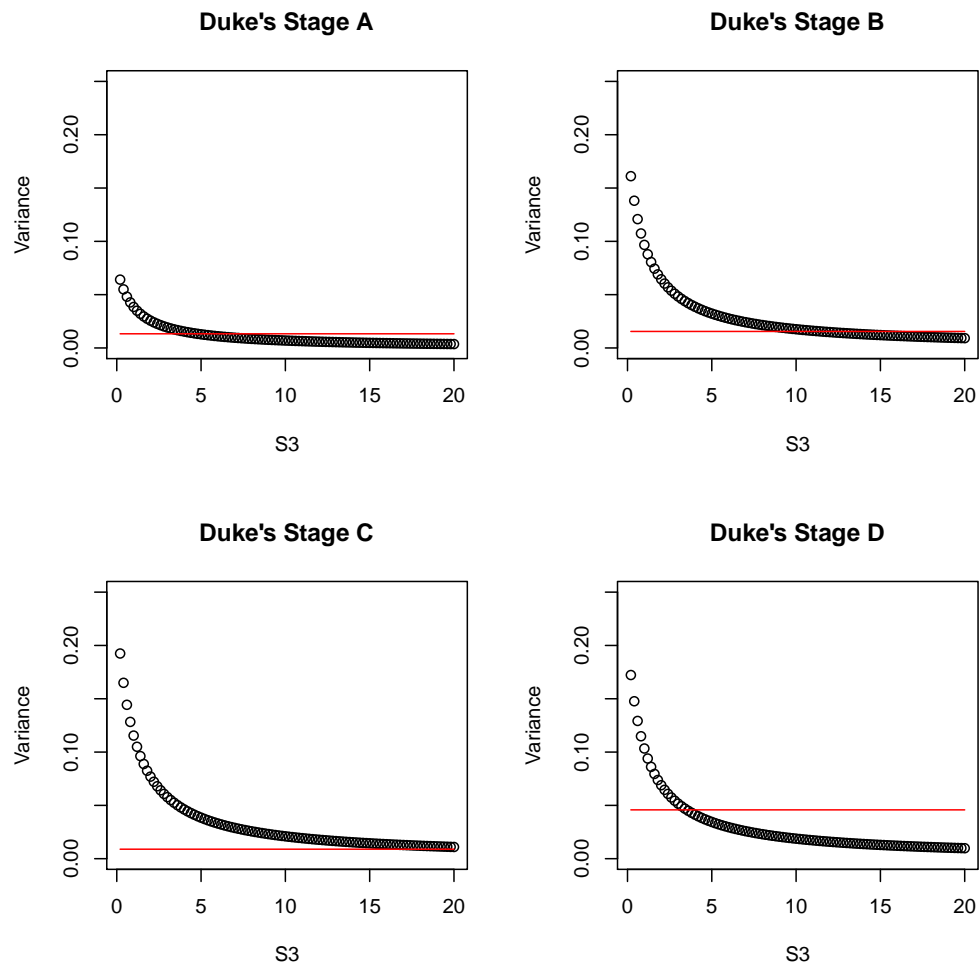 Duke's Stage A
Variance
0.00 0.10 0.20
0 5 10 15 20
S3
Duke's Stage B
Variance
0.00 0.10 0.20
0 5 10 15 20
S3
Duke's Stage C
Variance
0.00 0.10 0.20
0 5 10 15 20
S3
Duke's Stage D
Variance
0.00 0.10 0.20
0 5 10 15 20
S3